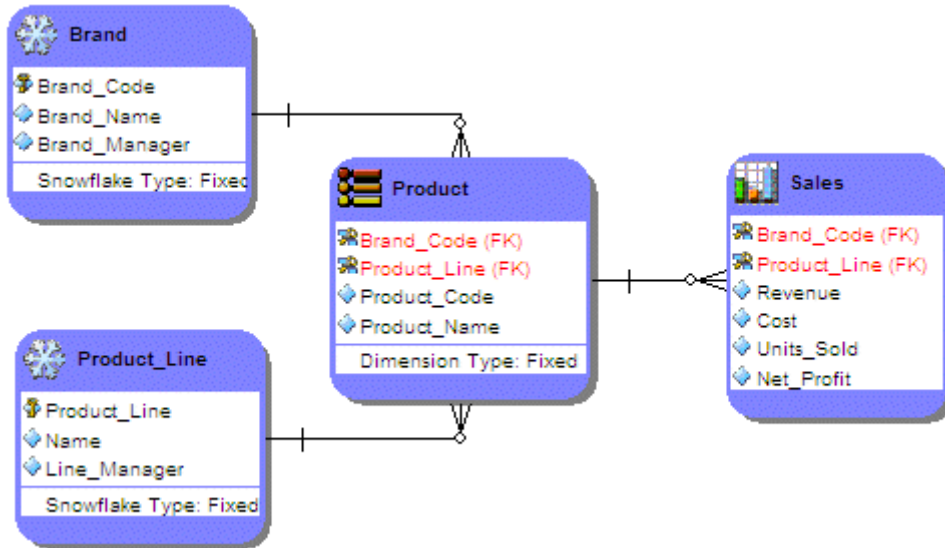 Brand
Brand_Code
Brand_Name
Brand_Manager
Snowflake Type: Fixed
Product_Line
Product_Line
Name
Line_Manager
Snowflake Type: Fixed
Product
Brand_Code (FK)
Product_Line (FK)
Product_Code
Product_Name
Dimension Type: Fixed
Sales
Brand_Code (FK)
Product_Line (FK)
Revenue
Cost
Units_Sold
Net_Profit